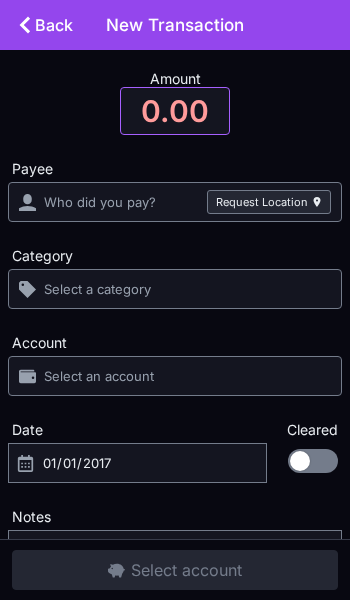 Back New Transaction
Amount
0.00
Payee
Who did you pay? Request Location
Category
Select a category
Account
Select an account
Date Cleared
01/01/2017
Notes
Select account